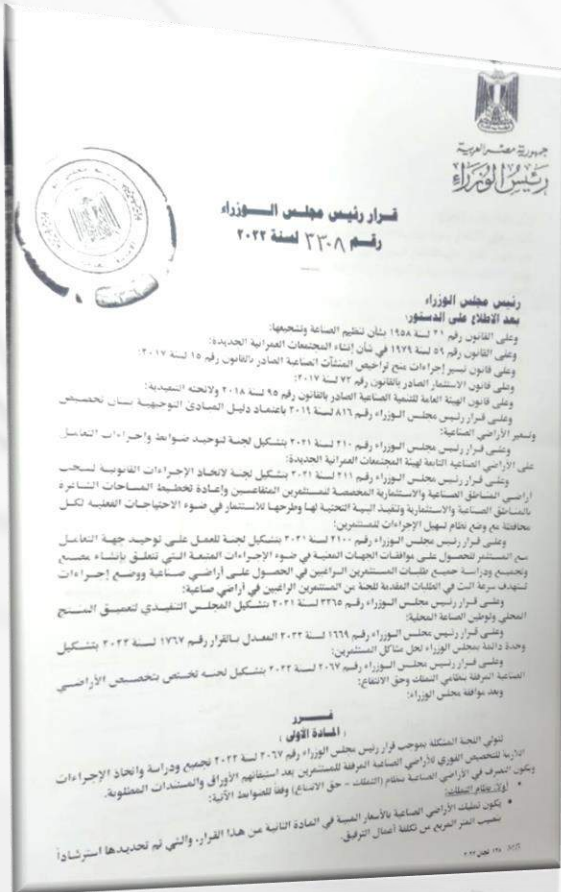 جمهورية مصر العربية
رئيس الوزراء
قرار رئيس مجلس الوزراء
رقم ٣٣٠٨ لسنة ٢٠٢٢
رئيس مجلس الوزراء
بعد الاطلاع على الدستور؛
وعلى القانون رقم ٢١ لسنة ١٩٥٨ بشأن تنظيم الصناعة وتشجيعها؛
وعلى القانون رقم ٥٩ لسنة ١٩٧٩ في شأن إنشاء المجتمعات العمرانية الجديدة؛
وعلى قانون تيسير إجراءات منح تراخيص المنشآت الصناعية الصادر بالقانون رقم ١٥ لسنة ٢٠١٧؛
وعلى قانون الاستثمار الصادر بالقانون رقم ٧٢ لسنة ٢٠١٧؛
وعلى قانون الهيئة العامة للتنمية الصناعية الصادر بالقانون رقم ٩٥ لسنة ٢٠١٨ ولائحته التنفيذية؛
وعلى قرار رئيس مجلس الوزراء رقم ٨١٦ لسنة ٢٠١٩ باعتماد دليل المبادئ التوجيهية بشأن تخصيص
وتسعير الأراضي الصناعية؛
وعلى قرار رئيس مجلس الوزراء رقم ٢١٠ لسنة ٢٠٢١ بتشكيل لجنة لتوحيد ضوابط وإجراءات التعامل
على الأراضي الصناعية التابعة لهيئة المجتمعات العمرانية الجديدة؛
وعلى قرار رئيس مجلس الوزراء رقم ٢١١ لسنة ٢٠٢١ بتشكيل لجنة لاتخاذ الإجراءات القانونية لسحب
أراضي المناطق الصناعية والاستثمارية المخصصة للمستثمرين المتقاعسين وإعادة تخطيط المساحات الشاغرة
بالمناطق الصناعية والاستثمارية وتنفيذ البنية التحتية لها وطرحها للاستثمار في ضوء الاحتياجات الفعلية لكل
محافظة مع وضع نظام تسهيل الإجراءات للمستثمرين؛
وعلى قرار رئيس مجلس الوزراء رقم ٢١٠٠ لسنة ٢٠٢١ بتشكيل لجنة للعمل على توحيد جهة التعامل
مع المستثمر للحصول على موافقات الجهات المعنية في ضوء الإجراءات المتبعة التي تتعلق بإنشاء مصنع
وتجميع ودراسة جميع طلبات المستثمرين الراغبين في الحصول على أراضي صناعية ووضع إجراءات
تستهدف سرعة البت في الطلبات المقدمة للجنة من المستثمرين الراغبين في أراضي صناعية؛
وعلى قرار رئيس مجلس الوزراء رقم ٣٣٦٥ لسنة ٢٠٢١ بتشكيل المجلس التنفيذي لتعميق المنتج
المحلي وتوطين الصناعة المحلية؛
وعلى قرار رئيس مجلس الوزراء رقم ١٦٦٩ لسنة ٢٠٢٢ المعدل بالقرار رقم ١٧٦٧ لسنة ٢٠٢٢ بتشكيل
وحدة دائمة بمجلس الوزراء لحل مشاكل المستثمرين؛
وعلى قرار رئيس مجلس الوزراء رقم ٢٠٦٧ لسنة ٢٠٢٢ بتشكيل لجنة تختص بتخصيص الأراضي
الصناعية المرفقة بنظامي التملك وحق الانتفاع؛
وبعد موافقة مجلس الوزراء؛
قـــرر
(المادة الأولى)
تتولى اللجنة المشكلة بموجب قرار رئيس مجلس الوزراء رقم ٢٠٦٧ لسنة ٢٠٢٢ تجميع ودراسة واتخاذ الإجراءات
اللازمة للتخصيص الفوري للأراضي الصناعية المرفقة للمستثمرين بعد استيفائهم الأوراق والمستندات المطلوبة.
ويكون التصرف في الأراضي الصناعية بنظام (التملك - حق الانتفاع) وفقاً للضوابط الآتية:
• أولاً: نظام التملك:
• يكون تمليك الأراضي الصناعية بالأسعار المبينة في المادة الثانية من هذا القرار، والتي تم تحديدها استرشاداً
بنصيب المتر المربع من تكلفة أعمال الترفيق.